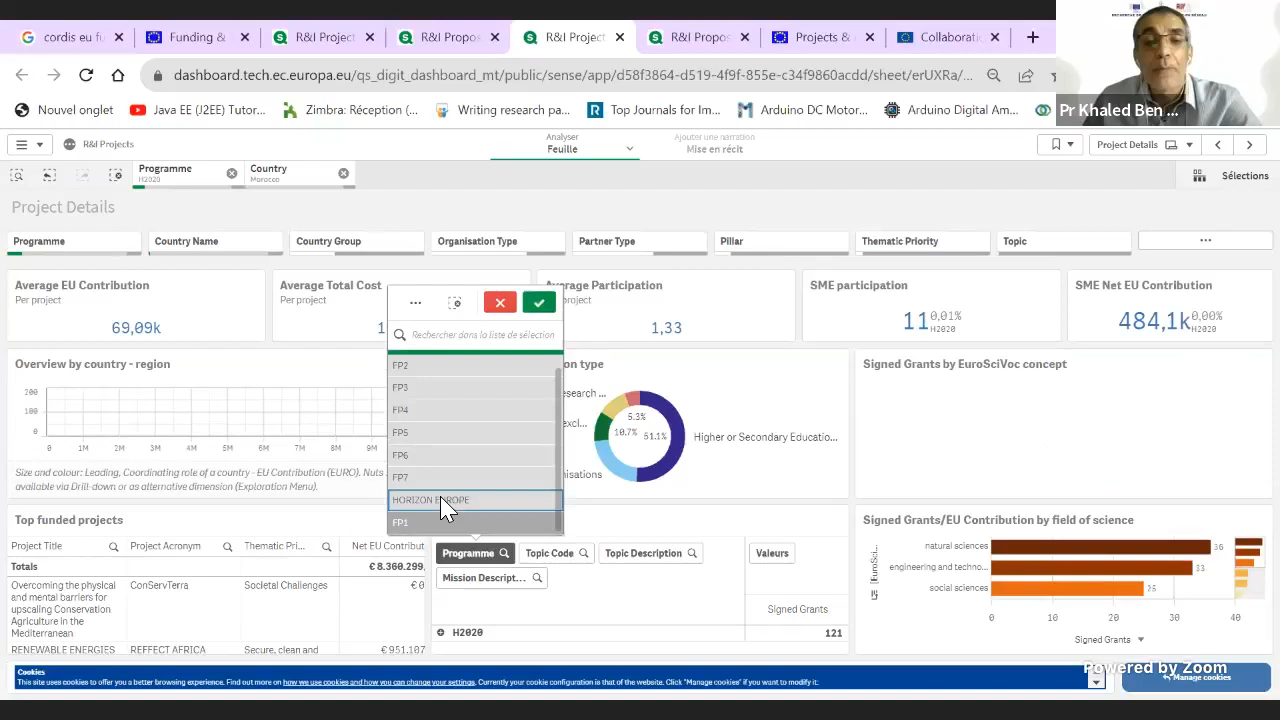 cordis eu fu
Funding &
R&I Project
R&I Propo
R&I Project
R&I Propos
Projects &
Collaborati
dashboard.tech.ec.europa.eu/qs_digit_dashboard_mt/public/sense/app/d58f3864-d519-4f9f-855e-c34f9860acdd/sheet/erUXRa/...
Nouvel onglet
Java EE (J2EE) Tutor...
Zimbra: Réception (...
Writing research pa...
Top Journals for Im...
Arduino DC Motor...
Arduino Digital Am...
Pr Khaled Ben ...
R&I Projects
Analyser
Feuille
Ajouter une narration
Mise en récit
Project Details
Programme
H2020
Country
Morocco
Sélections
Project Details
Programme
Country Name
Country Group
Organisation Type
Partner Type
Pillar
Thematic Priority
Topic
...
Average EU Contribution
Per project
69,09k
Average Total Cost
Per project
1
Average Participation
project
1,33
SME participation
11
0,01%
H2020
SME Net EU Contribution
484,1k
0,00%
H2020
...
Rechercher dans la liste de sélection
FP2
FP3
FP4
FP5
FP6
FP7
HORIZON EUROPE
FP1
Overview by country - region
200
100
0
0 1M 2M 3M 4M 5M 6M 7M 8M 9M
Size and colour: Leading, Coordinating role of a country - EU Contribution (EURO). Nuts
available via Drill-down or as alternative dimension (Exploration Menu).
on type
esearch ...
excl...
nisations
5.3%
10.7%
51.1%
Higher or Secondary Educatio...
Signed Grants by EuroSciVoc concept
Top funded projects
Project Title
Project Acronym
Thematic Pri...
Net EU Contribut
Totals
€ 8.360.299,
Overcoming the physical
and mental barriers for
upscaling Conservation
Agriculture in the
Mediterranean
ConServTerra
Societal Challenges
€ 0
RENEWABLE ENERGIES
REFFECT AFRICA
Secure, clean and
€ 951.107
Programme
Topic Code
Topic Description
Mission Descript...
Valeurs
Signed Grants
H2020
121
Signed Grants/EU Contribution by field of science
natural sciences
36
engineering and techno...
33
social sciences
25
0 10 20 30 40
Signed Grants
Cookies
This site uses cookies to offer you a better browsing experience. Find out more on how we use cookies and how you can change your settings. Currently your cookie configuration is that of the website. Click "Manage cookies" if you want to modify it:
Manage cookies
Powered by Zoom